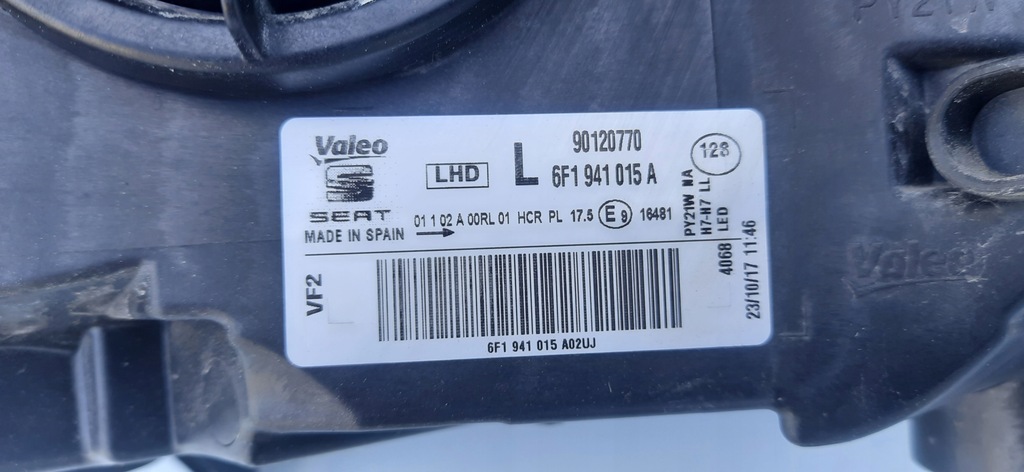 PY21W
Valeo
SEAT
MADE IN SPAIN
LHD
L
90120770
6F1 941 015 A
128
01 1 02 A 00RL 01 HCR PL 17.5 E9 16481
PY21W NA
H7-H7 LL
LED
4068
23/10/17 11:46
VF2
6F1 941 015 A02UJ
Valeo